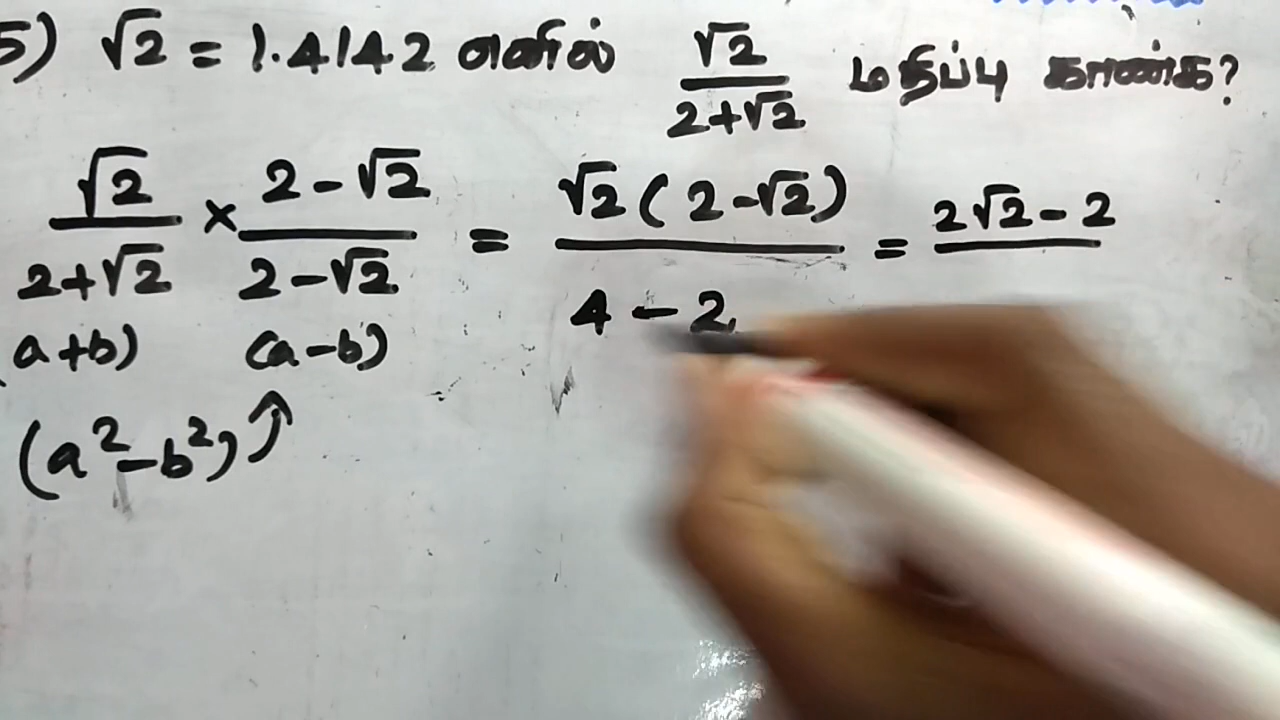 5) √2 = 1.4142 எனில் √2/(2+√2) மதிப்பு காண்க?
√2/(2+√2) × (2-√2)/(2-√2) = √2(2-√2)/(4-2) = 2√2-2
a+b) (a-b)
(a²-b²)